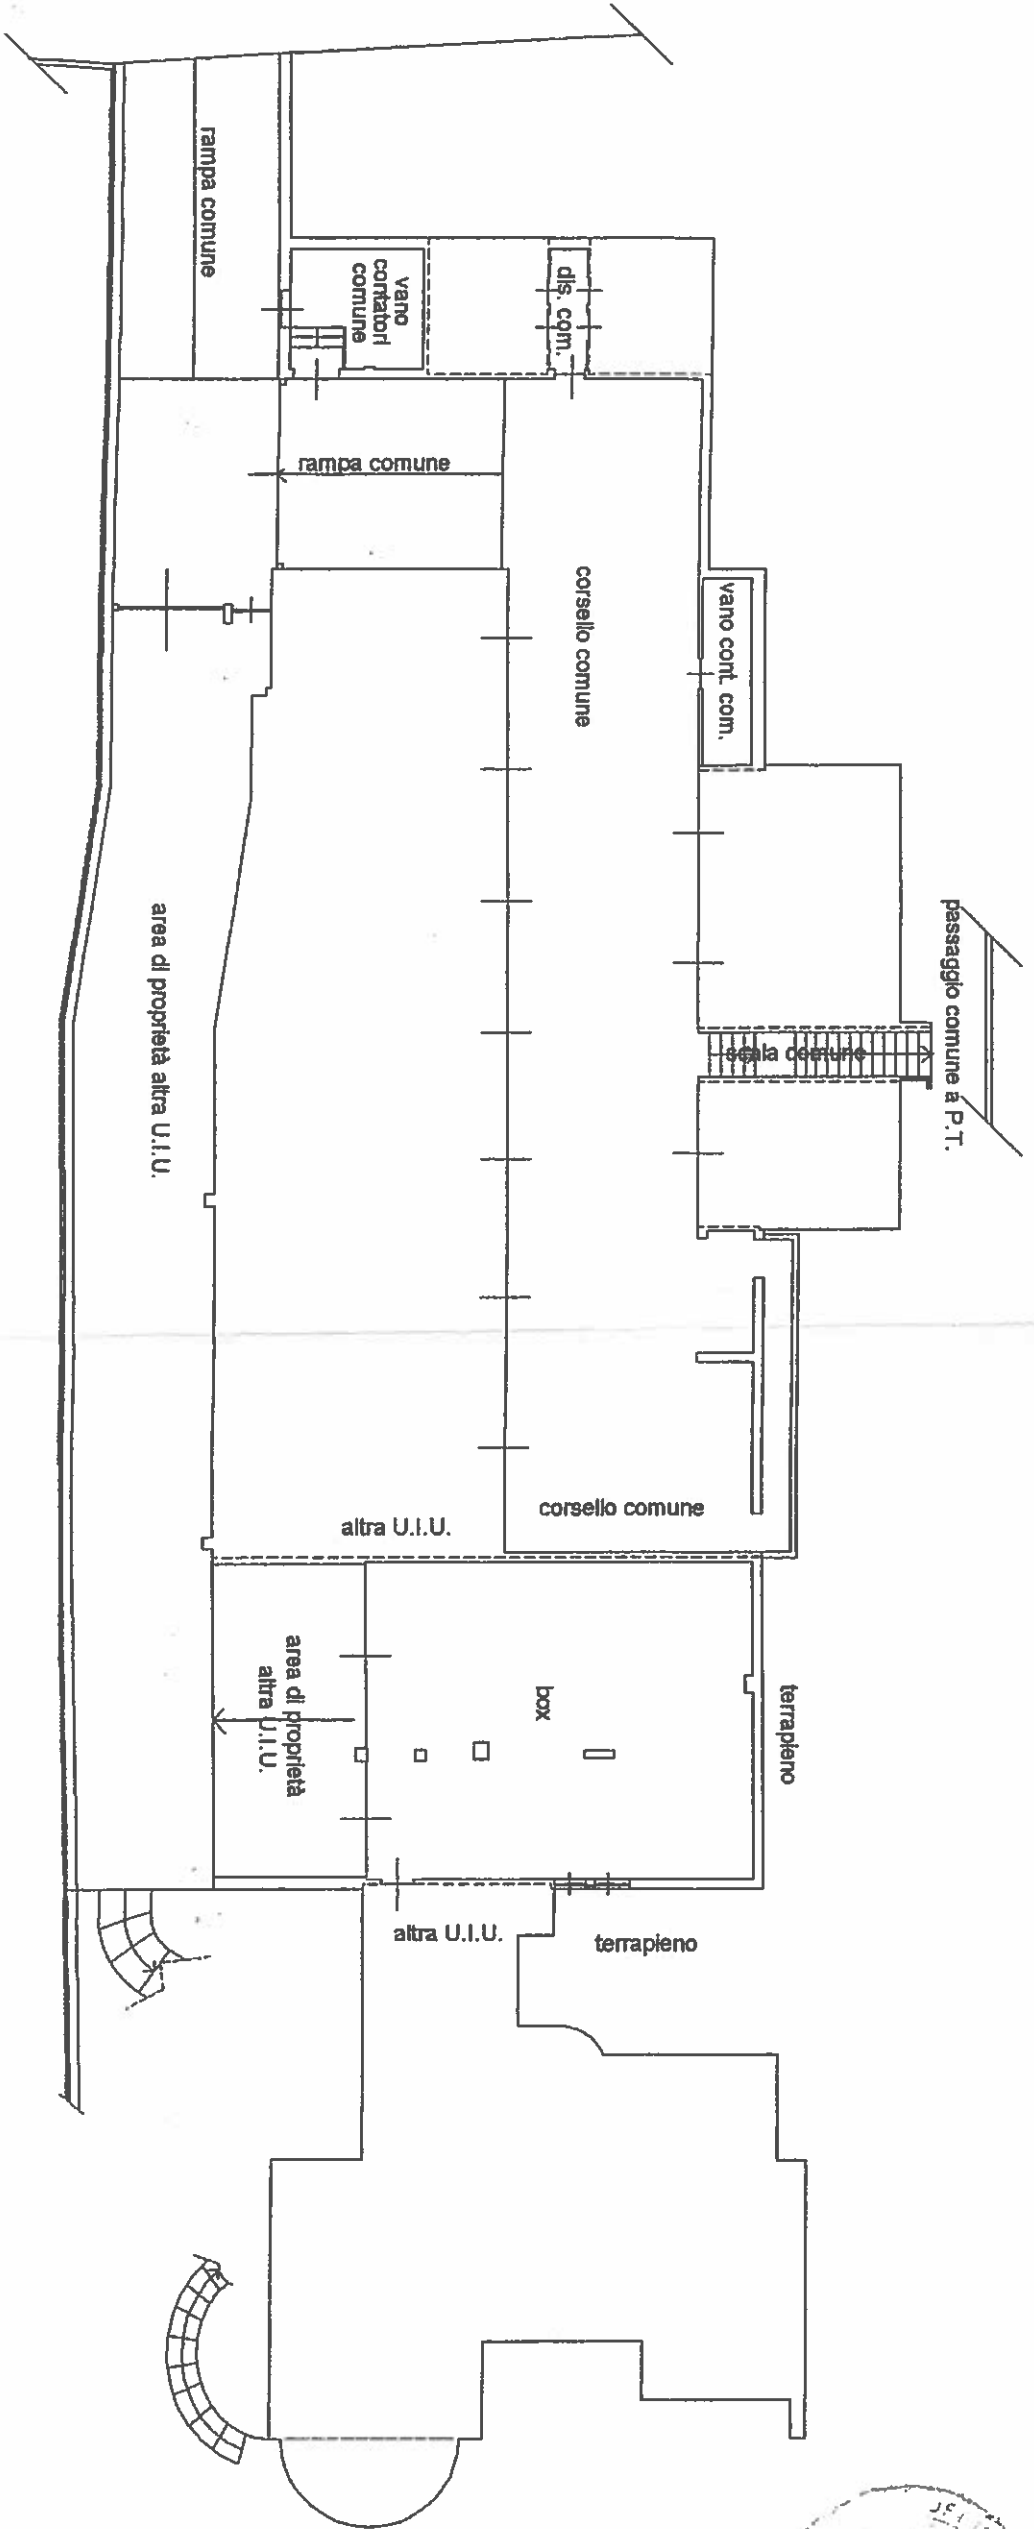 rampa comune
vano
contatori
comune
dis. com.
rampa comune
corsello comune
vano cont. com.
passaggio comune a P.T.
scala comune
area di proprietà altra U.I.U.
corsello comune
altra U.I.U.
area di proprietà
altra U.I.U.
box
terrapieno
altra U.I.U.
terrapieno